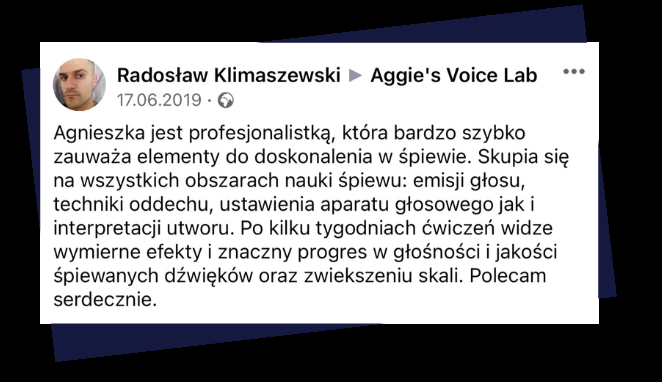 Radosław Klimaszewski ▶ Aggie's Voice Lab
17.06.2019 ·
Agnieszka jest profesjonalistką, która bardzo szybko
zauważa elementy do doskonalenia w śpiewie. Skupia się
na wszystkich obszarach nauki śpiewu: emisji głosu,
techniki oddechu, ustawienia aparatu głosowego jak i
interpretacji utworu. Po kilku tygodniach ćwiczeń widze
wymierne efekty i znaczny progres w głośności i jakości
śpiewanych dźwięków oraz zwiekszeniu skali. Polecam
serdecznie.